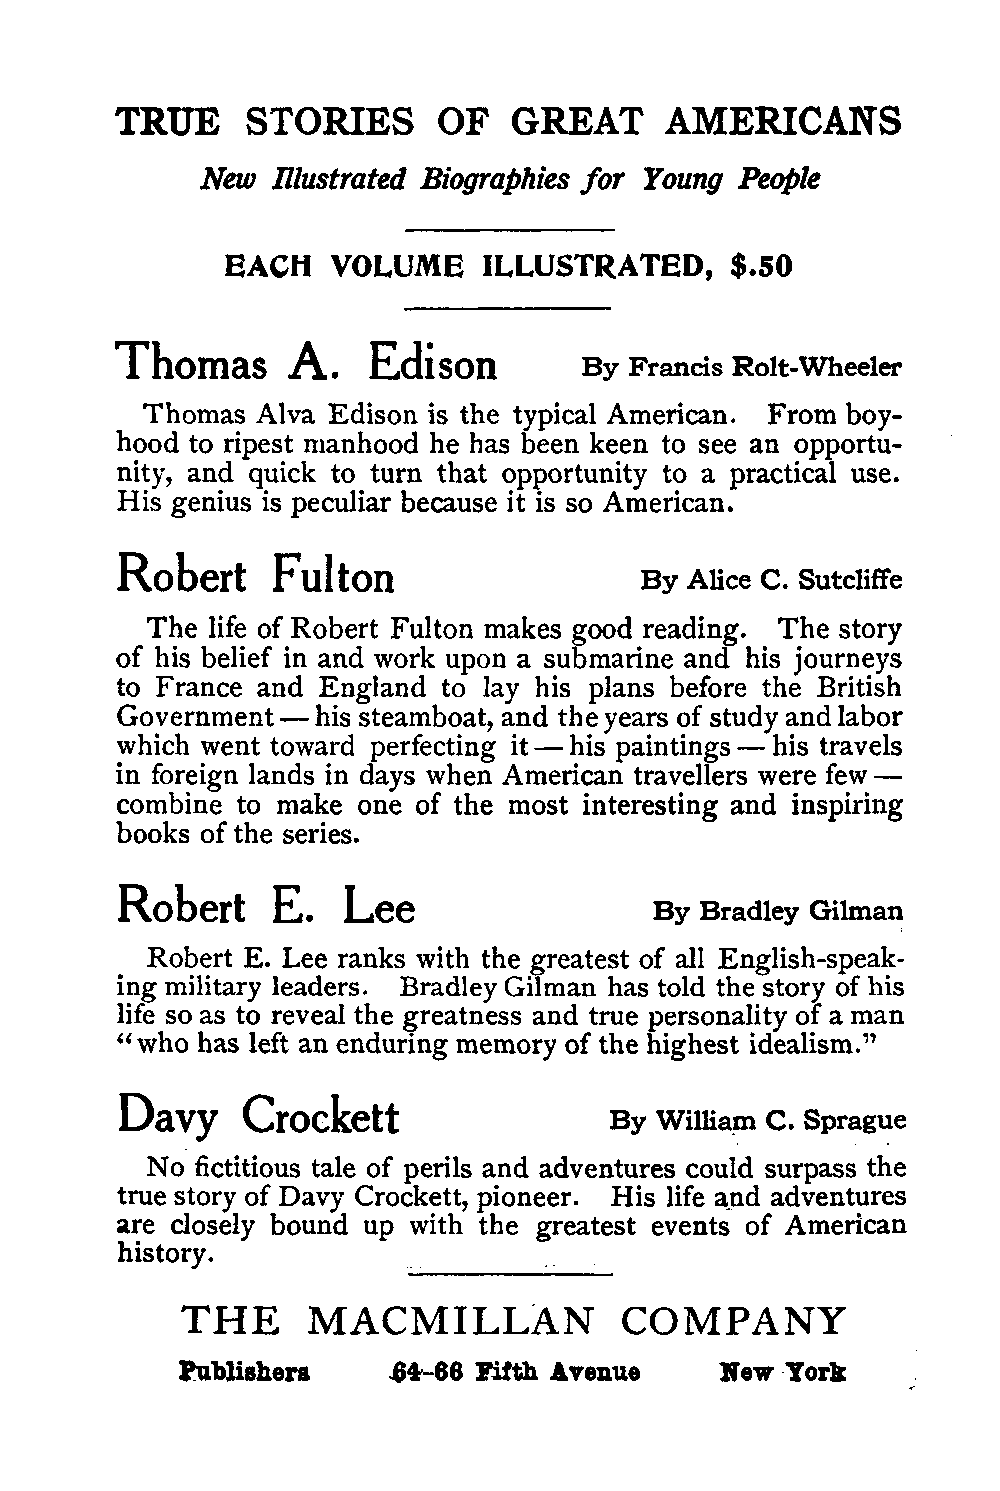 TRUE STORIES OF GREAT AMERICANS
New Illustrated Biographies for Young People
EACH VOLUME ILLUSTRATED, $.50
Thomas A. Edison By Francis Rolt-Wheeler
Thomas Alva Edison is the typical American. From boy-
hood to ripest manhood he has been keen to see an opportu-
nity, and quick to turn that opportunity to a practical use.
His genius is peculiar because it is so American.
Robert Fulton By Alice C. Sutcliffe
The life of Robert Fulton makes good reading. The story
of his belief in and work upon a submarine and his journeys
to France and England to lay his plans before the British
Government — his steamboat, and the years of study and labor
which went toward perfecting it — his paintings — his travels
in foreign lands in days when American travellers were few —
combine to make one of the most interesting and inspiring
books of the series.
Robert E. Lee By Bradley Gilman
Robert E. Lee ranks with the greatest of all English-speak-
ing military leaders. Bradley Gilman has told the story of his
life so as to reveal the greatness and true personality of a man
“who has left an enduring memory of the highest idealism.”
Davy Crockett By William C. Sprague
No fictitious tale of perils and adventures could surpass the
true story of Davy Crockett, pioneer. His life and adventures
are closely bound up with the greatest events of American
history.
THE MACMILLAN COMPANY
Publishers 64–66 Fifth Avenue New York